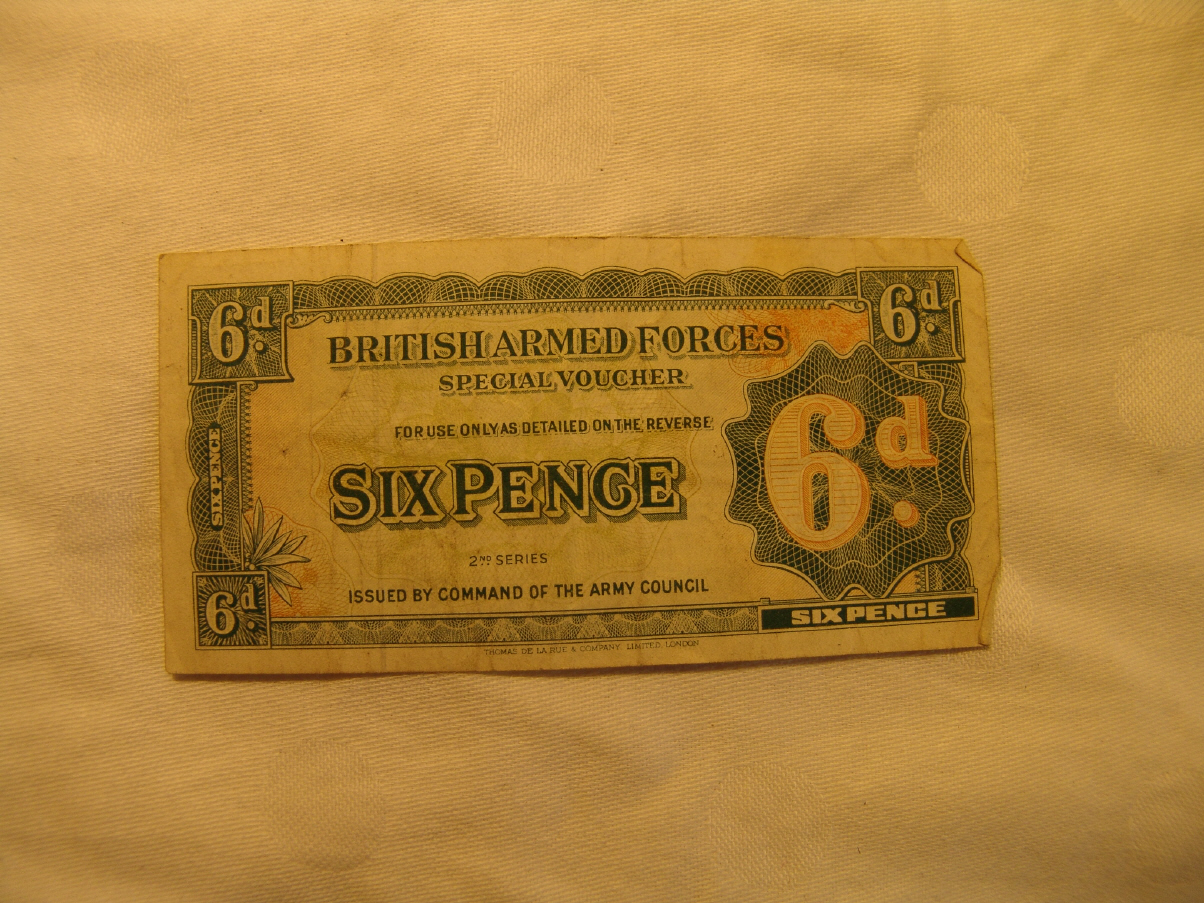 6d.
6d.
BRITISH ARMED FORCES
SPECIAL VOUCHER
FOR USE ONLY AS DETAILED ON THE REVERSE
SIXPENCE
SIX PENCE
6d.
2ND SERIES
ISSUED BY COMMAND OF THE ARMY COUNCIL
6d.
SIXPENCE
THOMAS DE LA RUE & COMPANY, LIMITED, LONDON